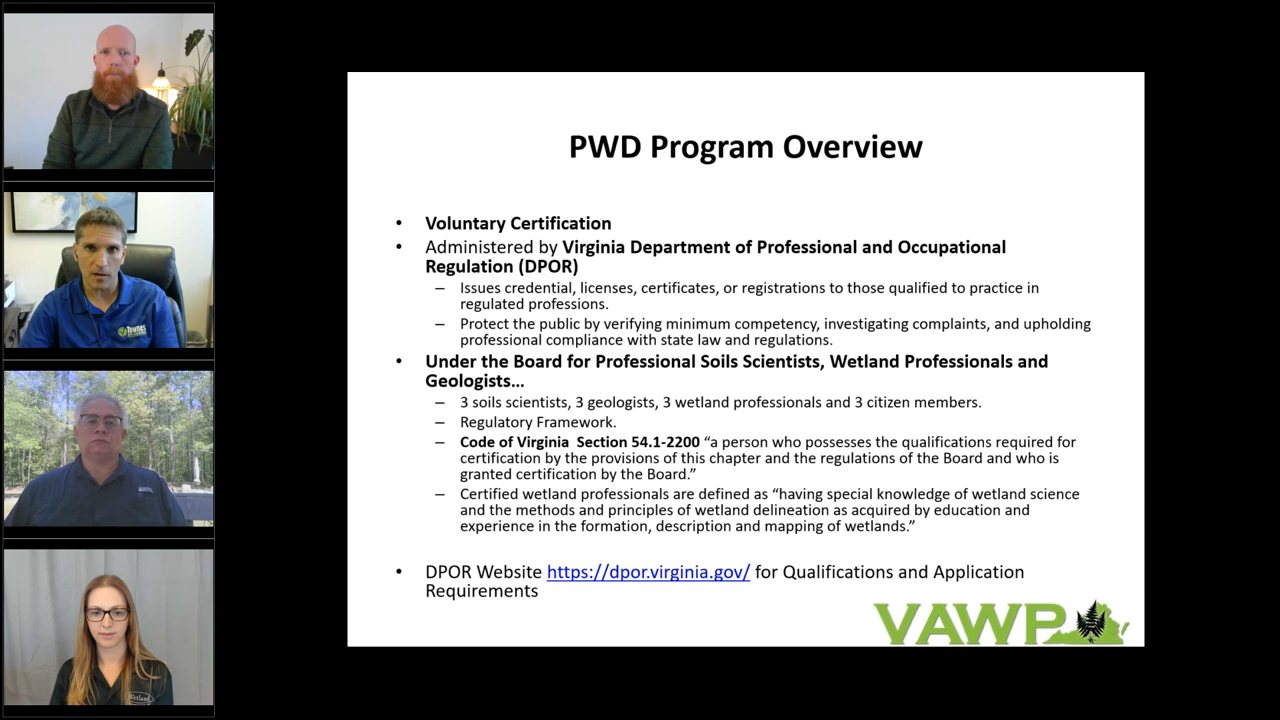 PWD Program Overview
• Voluntary Certification
• Administered by Virginia Department of Professional and Occupational
Regulation (DPOR)
– Issues credential, licenses, certificates, or registrations to those qualified to practice in
regulated professions.
– Protect the public by verifying minimum competency, investigating complaints, and upholding
professional compliance with state law and regulations.
• Under the Board for Professional Soils Scientists, Wetland Professionals and
Geologists…
– 3 soils scientists, 3 geologists, 3 wetland professionals and 3 citizen members.
– Regulatory Framework.
– Code of Virginia  Section 54.1-2200 “a person who possesses the qualifications required for
certification by the provisions of this chapter and the regulations of the Board and who is
granted certification by the Board.”
– Certified wetland professionals are defined as “having special knowledge of wetland science
and the methods and principles of wetland delineation as acquired by education and
experience in the formation, description and mapping of wetlands.”
• DPOR Website https://dpor.virginia.gov/ for Qualifications and Application
Requirements
VAWP
Townes
Wetland